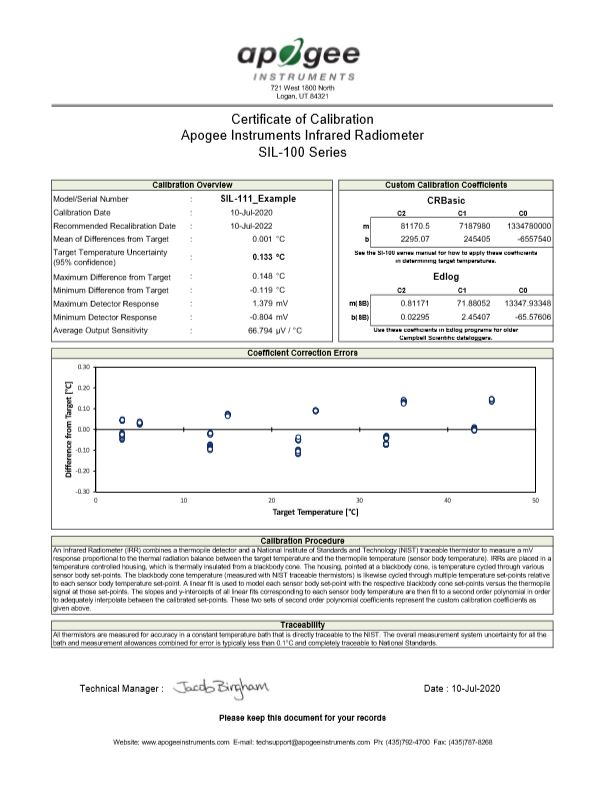 apogee
INSTRUMENTS
721 West 1800 North
Logan, UT 84321
Certificate of Calibration
Apogee Instruments Infrared Radiometer
SIL-100 Series
Calibration Overview
Model/Serial Number : SIL-111_Example
Calibration Date : 10-Jul-2020
Recommended Recalibration Date : 10-Jul-2022
Mean of Differences from Target : 0.001 °C
Target Temperature Uncertainty
(95% confidence) : 0.133 °C
Maximum Difference from Target : 0.148 °C
Minimum Difference from Target : -0.119 °C
Maximum Detector Response : 1.379 mV
Minimum Detector Response : -0.804 mV
Average Output Sensitivity : 66.794 µV / °C
Custom Calibration Coefficients
CRBasic
C2 C1 C0
m 81170.5 7187980 1334780000
b 2295.07 245405 -6557540
See the SI-100 series manual for how to apply these coefficients
in determining target temperatures.
Edlog
C2 C1 C0
m(8B) 0.81171 71.88052 13347.93348
b(8B) 0.02295 2.45407 -65.57606
Use these coefficients in Edlog programs for older
Campbell Scientific dataloggers.
Coefficient Correction Errors
Difference from Target [°C]
0.30
0.20
0.10
0.00
-0.10
-0.20
-0.30
0 10 20 30 40 50
Target Temperature [°C]
Calibration Procedure
An Infrared Radiometer (IRR) combines a thermopile detector and a National Institute of Standards and Technology (NIST) traceable thermistor to measure a mV
response proportional to the thermal radiation balance between the target temperature and the thermopile temperature (sensor body temperature). IRRs are placed in a
temperature controlled housing, which is thermally insulated from a blackbody cone. The housing, pointed at a blackbody cone, is temperature cycled through various
sensor body set-points. The blackbody cone temperature (measured with NIST traceable thermistors) is likewise cycled through multiple temperature set-points relative
to each sensor body temperature set-point. A linear fit is used to model each sensor body set-point with the respective blackbody cone set-points versus the thermopile
signal at those set-points. The slopes and y-intercepts of all linear fits corresponding to each sensor body temperature are then fit to a second order polynomial in order
to adequately interpolate between the calibrated set-points. These two sets of second order polynomial coefficients represent the custom calibration coefficients as
given above.
Traceability
All thermistors are measured for accuracy in a constant temperature bath that is directly traceable to the NIST. The overall measurement system uncertainty for all the
bath and measurement allowances combined for error is typically less than 0.1°C and completely traceable to National Standards.
Technical Manager : Jacob Bingham Date : 10-Jul-2020
Please keep this document for your records
Website: www.apogeeinstruments.com E-mail: techsupport@apogeeinstruments.com Ph: (435)792-4700 Fax: (435)787-8268